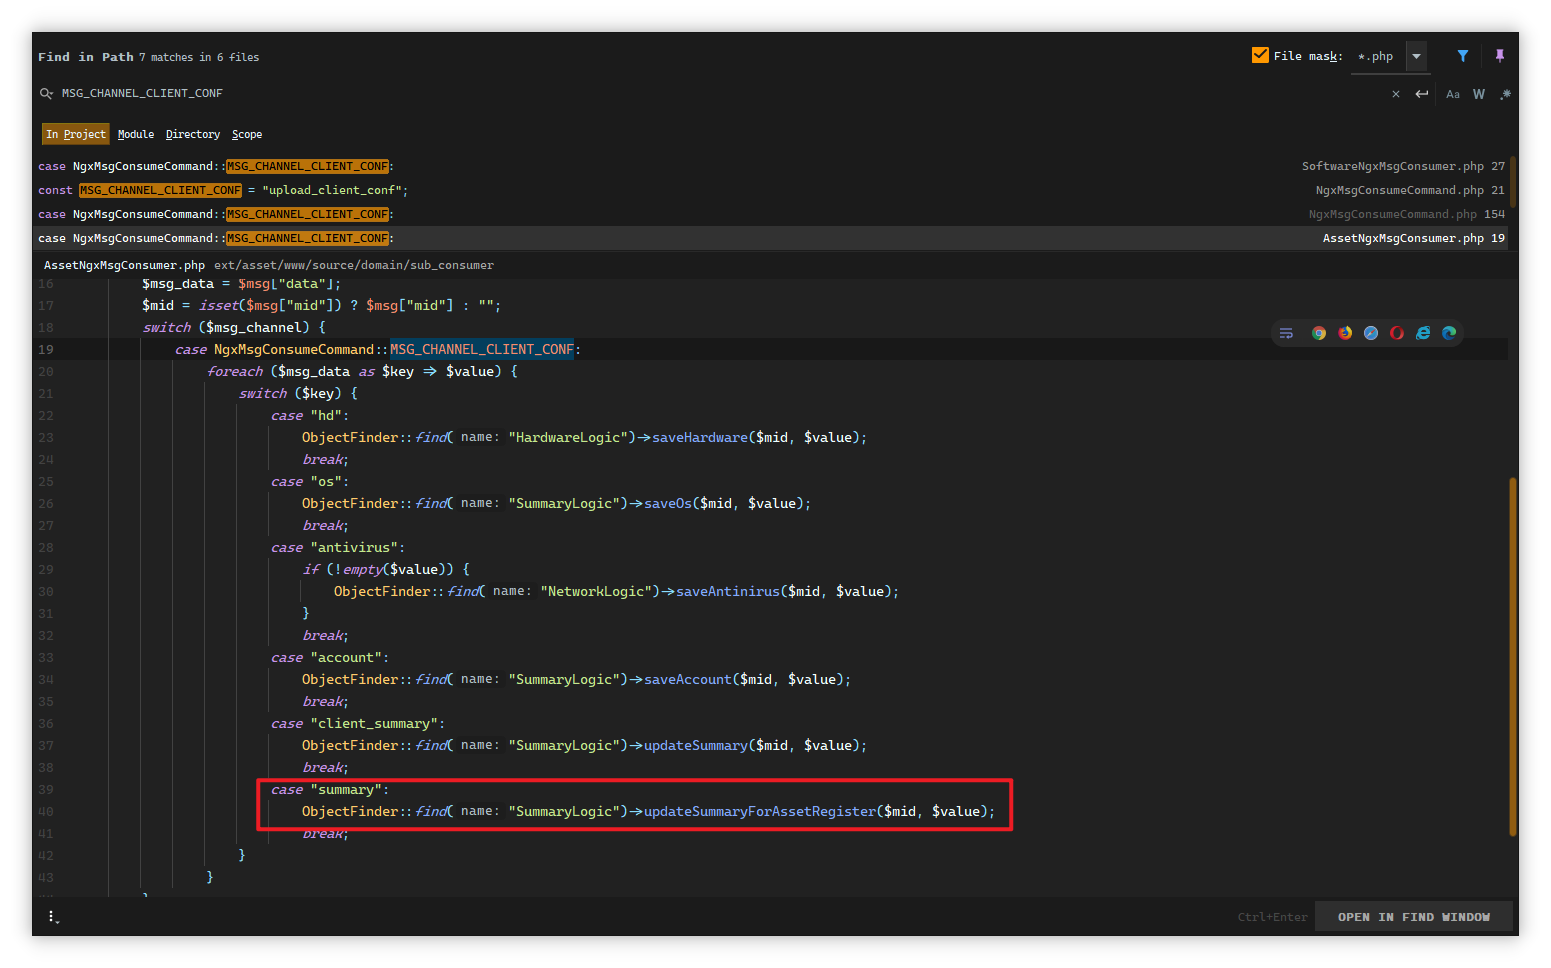 Find in Path 7 matches in 6 files
File mask: *.php
MSG_CHANNEL_CLIENT_CONF
Aa W .*
In Project Module Directory Scope
case NgxMsgConsumeCommand::MSG_CHANNEL_CLIENT_CONF: SoftwareNgxMsgConsumer.php 27
const MSG_CHANNEL_CLIENT_CONF = "upload_client_conf"; NgxMsgConsumeCommand.php 21
case NgxMsgConsumeCommand::MSG_CHANNEL_CLIENT_CONF: NgxMsgConsumeCommand.php 154
case NgxMsgConsumeCommand::MSG_CHANNEL_CLIENT_CONF: AssetNgxMsgConsumer.php 19
AssetNgxMsgConsumer.php ext/asset/www/source/domain/sub_consumer
16 $msg_data = $msg["data"];
17 $mid = isset($msg["mid"]) ? $msg["mid"] : "";
18 switch ($msg_channel) {
19 case NgxMsgConsumeCommand::MSG_CHANNEL_CLIENT_CONF:
20 foreach ($msg_data as $key => $value) {
21 switch ($key) {
22 case "hd":
23 ObjectFinder::find( name: "HardwareLogic")->saveHardware($mid, $value);
24 break;
25 case "os":
26 ObjectFinder::find( name: "SummaryLogic")->saveOs($mid, $value);
27 break;
28 case "antivirus":
29 if (!empty($value)) {
30 ObjectFinder::find( name: "NetworkLogic")->saveAntinirus($mid, $value);
31 }
32 break;
33 case "account":
34 ObjectFinder::find( name: "SummaryLogic")->saveAccount($mid, $value);
35 break;
36 case "client_summary":
37 ObjectFinder::find( name: "SummaryLogic")->updateSummary($mid, $value);
38 break;
39 case "summary":
40 ObjectFinder::find( name: "SummaryLogic")->updateSummaryForAssetRegister($mid, $value);
41 break;
42 }
43 }
Ctrl+Enter OPEN IN FIND WINDOW